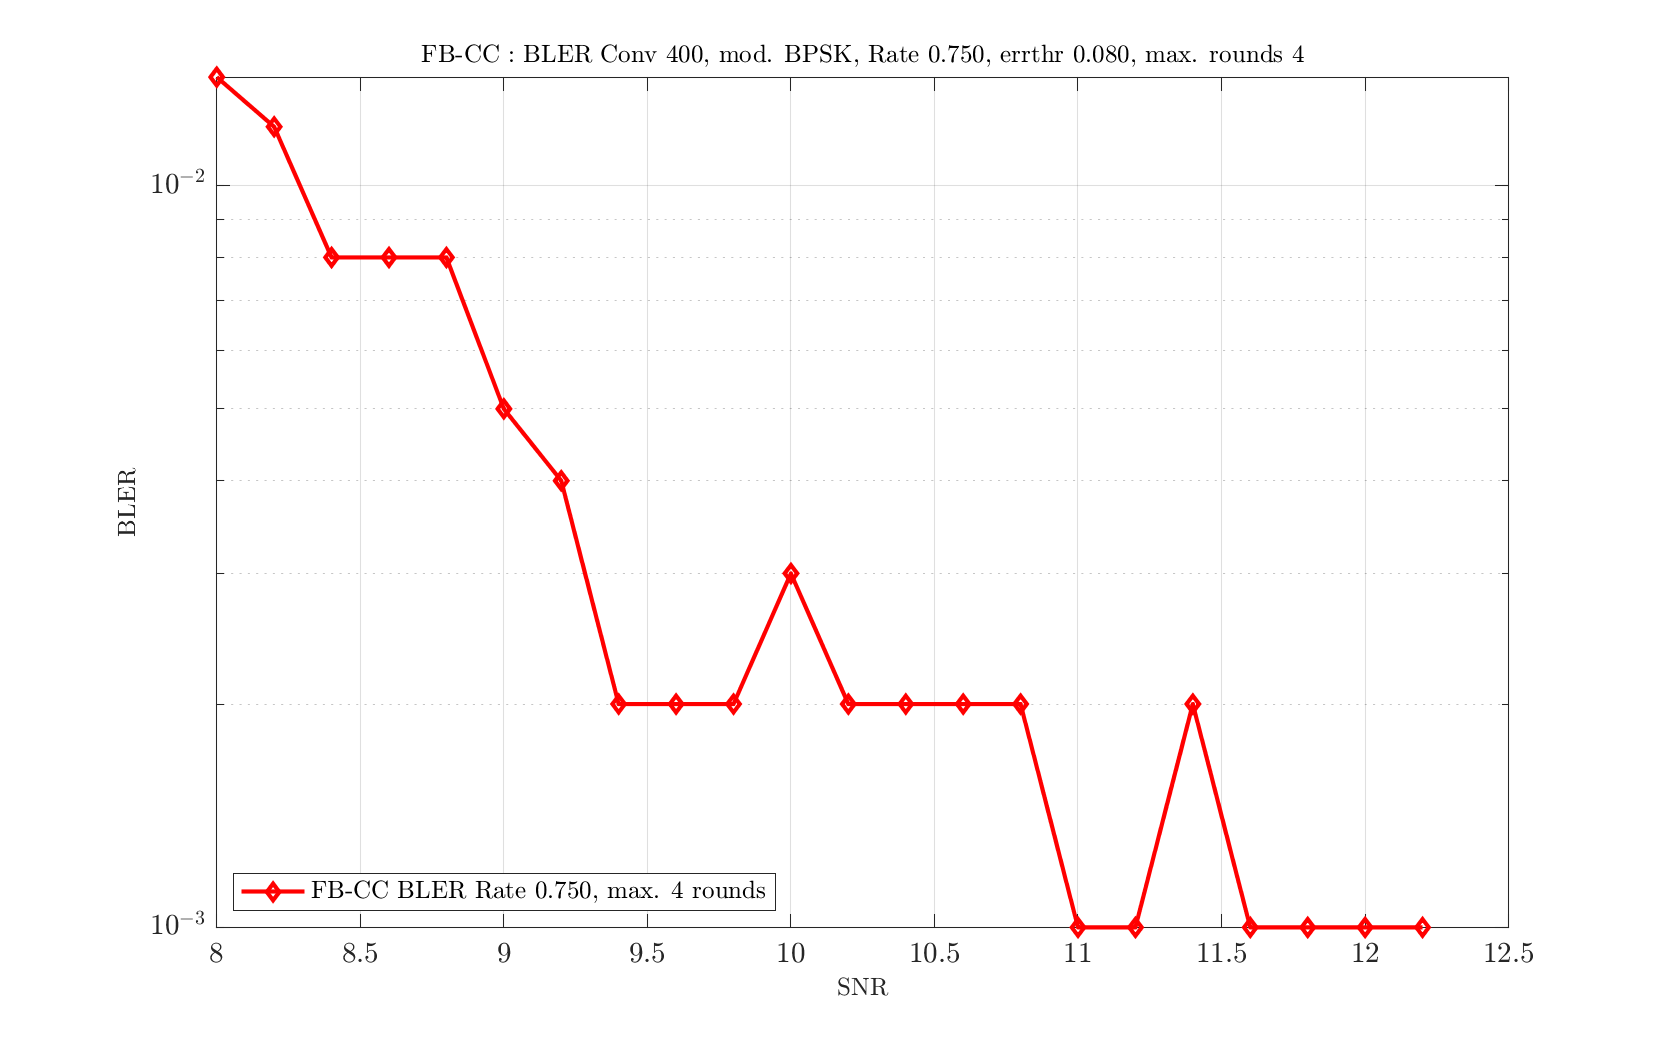 FB-CC : BLER Conv 400, mod. BPSK, Rate 0.750, errthr 0.080, max. rounds 4
10⁻²
BLER
10⁻³
FB-CC BLER Rate 0.750, max. 4 rounds
8 8.5 9 9.5 10 10.5 11 11.5 12 12.5
SNR